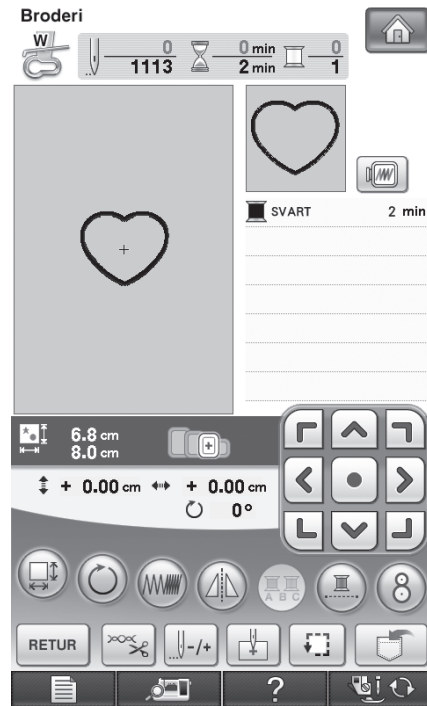 Broderi
W 0 0 min 0
1113 2 min 1
SVART 2 min
6.8 cm
8.0 cm
+ 0.00 cm + 0.00 cm
0°
A B C
8
RETUR -/+
?